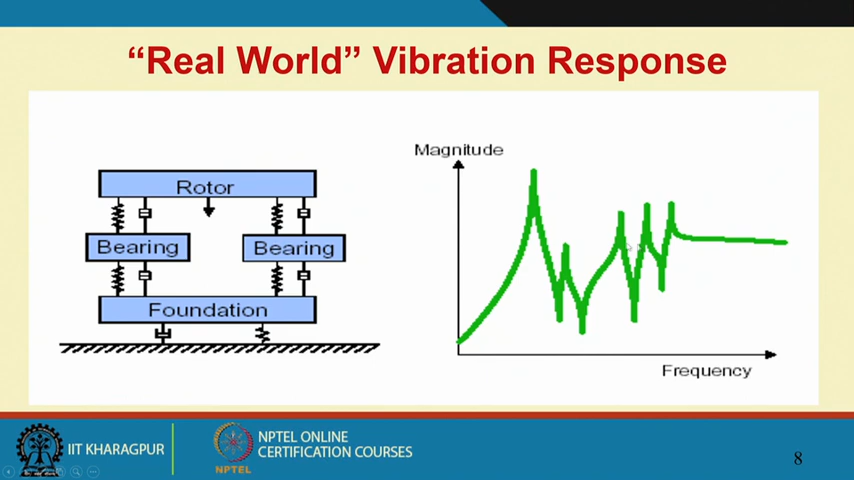 “Real World” Vibration Response
Rotor
Bearing
Bearing
Foundation
Magnitude
Frequency
IIT KHARAGPUR
NPTEL
NPTEL ONLINE
CERTIFICATION COURSES
8